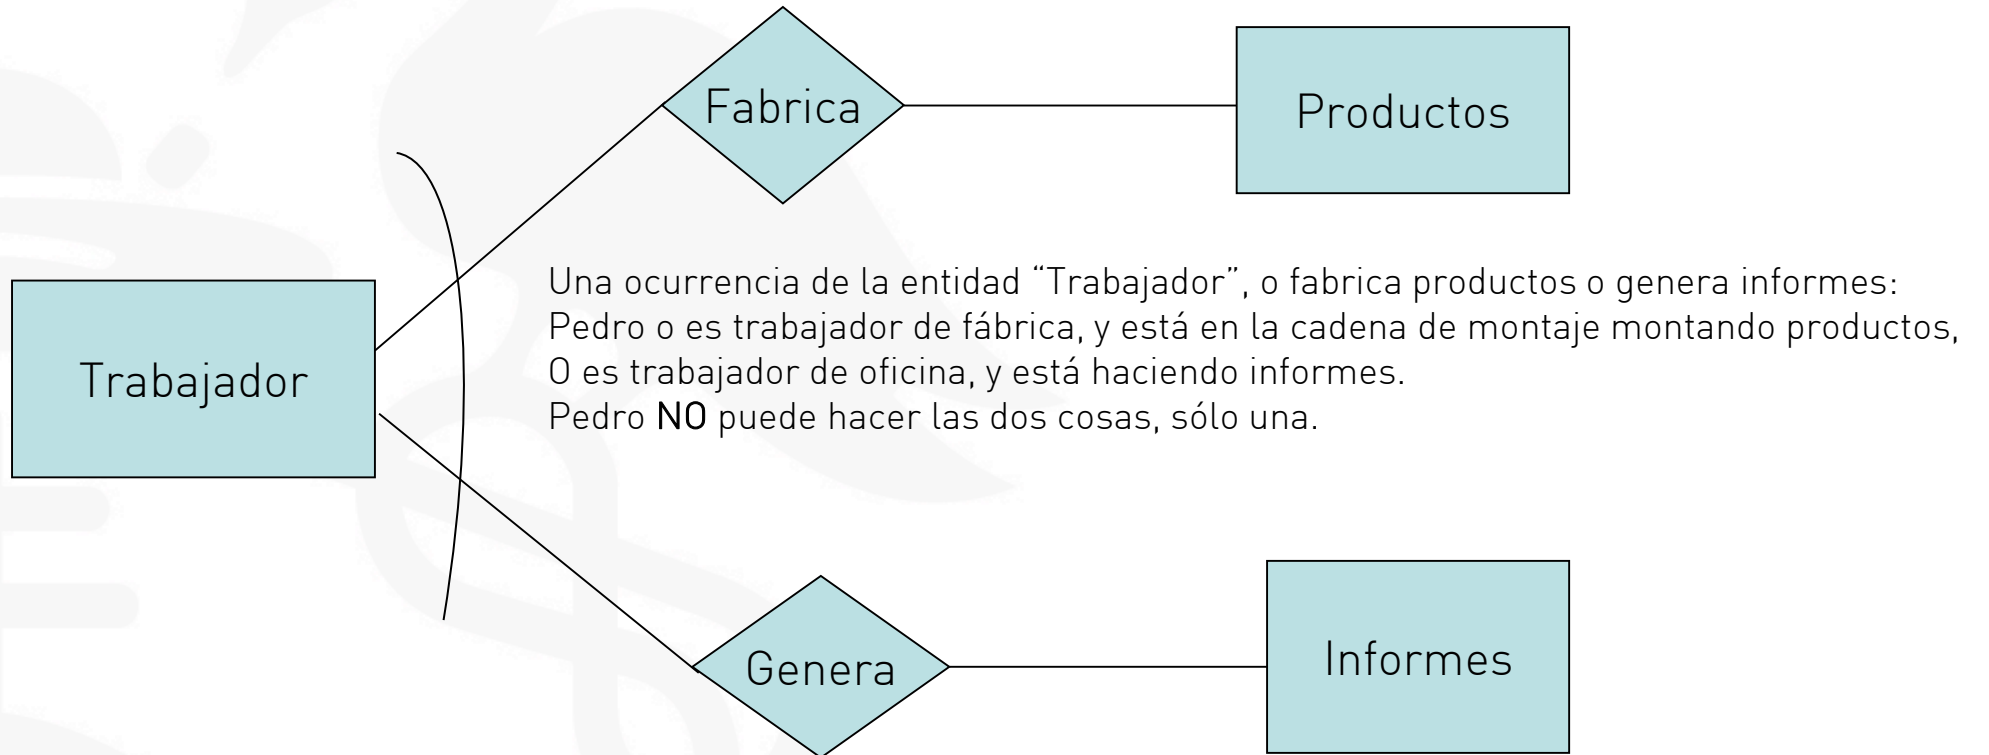 Fabrica
Productos
Una ocurrencia de la entidad “Trabajador”, o fabrica productos o genera informes:
Pedro o es trabajador de fábrica, y está en la cadena de montaje montando productos,
O es trabajador de oficina, y está haciendo informes.
Pedro NO puede hacer las dos cosas, sólo una.
Trabajador
Genera
Informes